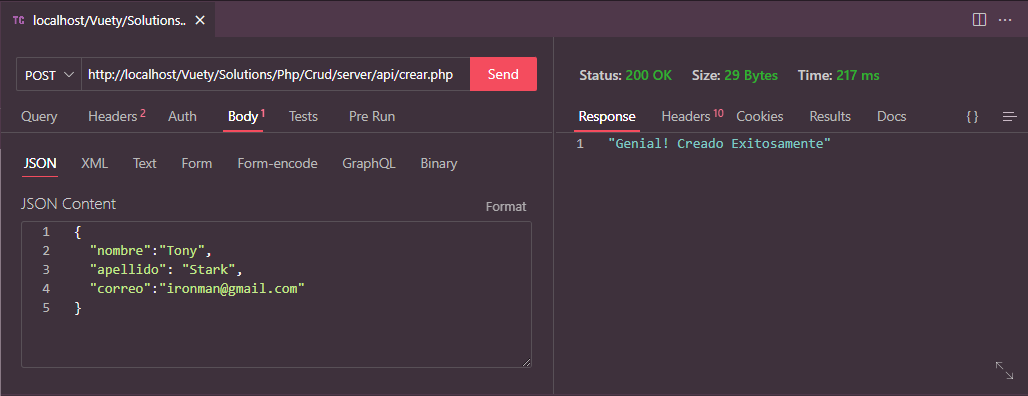 TC localhost/Vuety/Solutions..
POST http://localhost/Vuety/Solutions/Php/Crud/server/api/crear.php Send
Query Headers 2 Auth Body 1 Tests Pre Run
JSON XML Text Form Form-encode GraphQL Binary
JSON Content
Format
1 {
2 "nombre":"Tony",
3 "apellido": "Stark",
4 "correo":"ironman@gmail.com"
5 }
Status: 200 OK Size: 29 Bytes Time: 217 ms
Response Headers 10 Cookies Results Docs {}
1 "Genial! Creado Exitosamente"